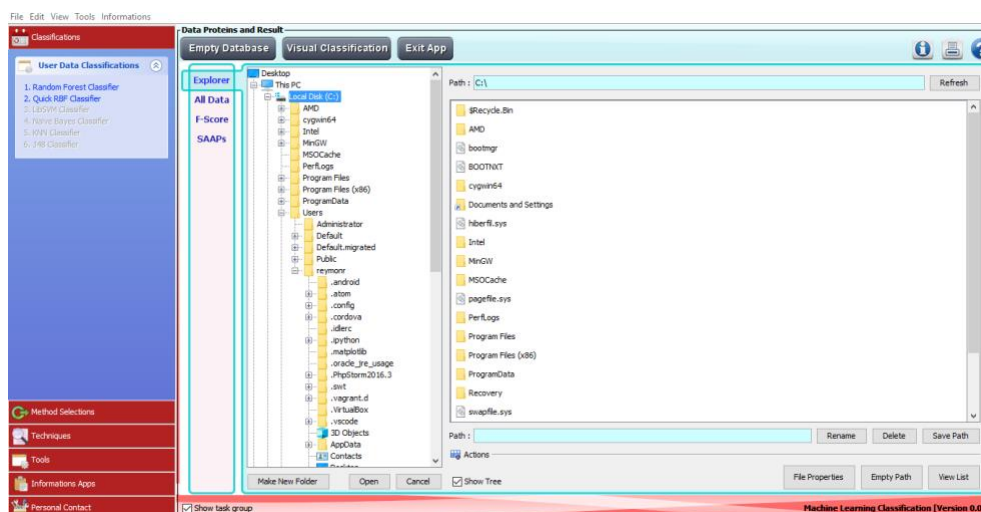 File Edit View Tools Informations
Classifications
User Data Classifications
1. Random Forest Classifier
2. Quick RBF Classifier
3. LibSVM Classifier
4. Naive Bayes Classifier
5. KNN Classifier
6. J48 Classifier
Method Selections
Techniques
Tools
Informations Apps
Personal Contact
Data Proteins and Result
Empty Database Visual Classification Exit App
Explorer
All Data
F-Score
SAAPs
Desktop
This PC
Local Disk (C:)
AMD
cygwin64
Intel
MinGW
MSOCache
PerfLogs
Program Files
Program Files (x86)
ProgramData
Users
Administrator
Default
Default.migrated
Public
reymonr
.android
.atom
.config
.cordova
.idlerc
.ipython
.matplotlib
.oracle_jre_usage
.PhpStorm2016.3
.swt
.vagrant.d
.VirtualBox
.vscode
3D Objects
AppData
Contacts
Desktop
Make New Folder Open Cancel
Path : C:\ Refresh
$Recycle.Bin
AMD
bootmgr
BOOTNXT
cygwin64
Documents and Settings
hiberfil.sys
Intel
MinGW
MSOCache
pagefile.sys
PerfLogs
Program Files
Program Files (x86)
ProgramData
Recovery
swapfile.sys
Path : Rename Delete Save Path
Actions
Show Tree File Properties Empty Path View List
Show task group Machine Learning Classification [Version 0.0